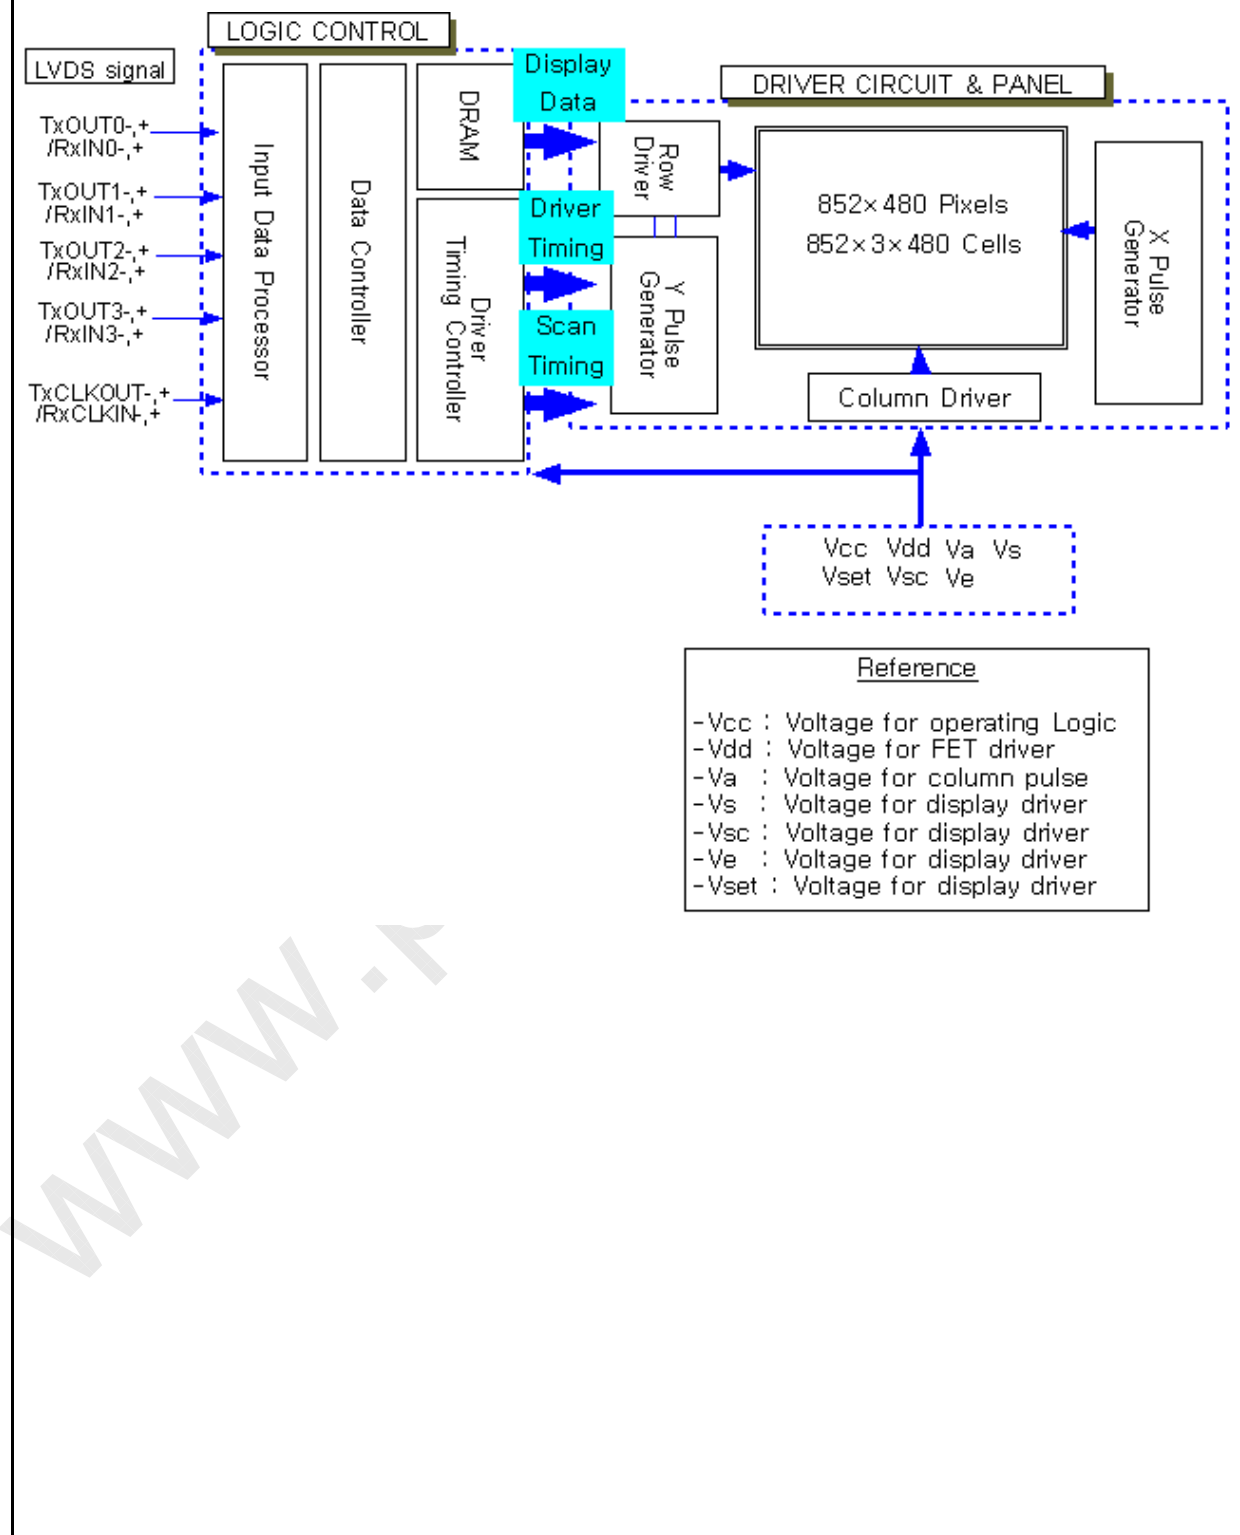 LOGIC CONTROL
LVDS signal
TxOUT0-,+
/RxIN0-,+
TxOUT1-,+
/RxIN1-,+
TxOUT2-,+
/RxIN2-,+
TxOUT3-,+
/RxIN3-,+
TxCLKOUT-,+
/RxCLKIN-,+
Input Data Processor
Data Controller
DRAM
Driver
Timing Controller
Display
Data
Driver
Timing
Scan
Timing
DRIVER CIRCUIT & PANEL
Row
Driver
Y Pulse
Generator
852×480 Pixels
852×3×480 Cells
X Pulse
Generator
Column Driver
Vcc Vdd Va Vs
Vset Vsc Ve
Reference
-Vcc : Voltage for operating Logic
-Vdd : Voltage for FET driver
-Va : Voltage for column pulse
-Vs : Voltage for display driver
-Vsc : Voltage for display driver
-Ve : Voltage for display driver
-Vset : Voltage for display driver
www.